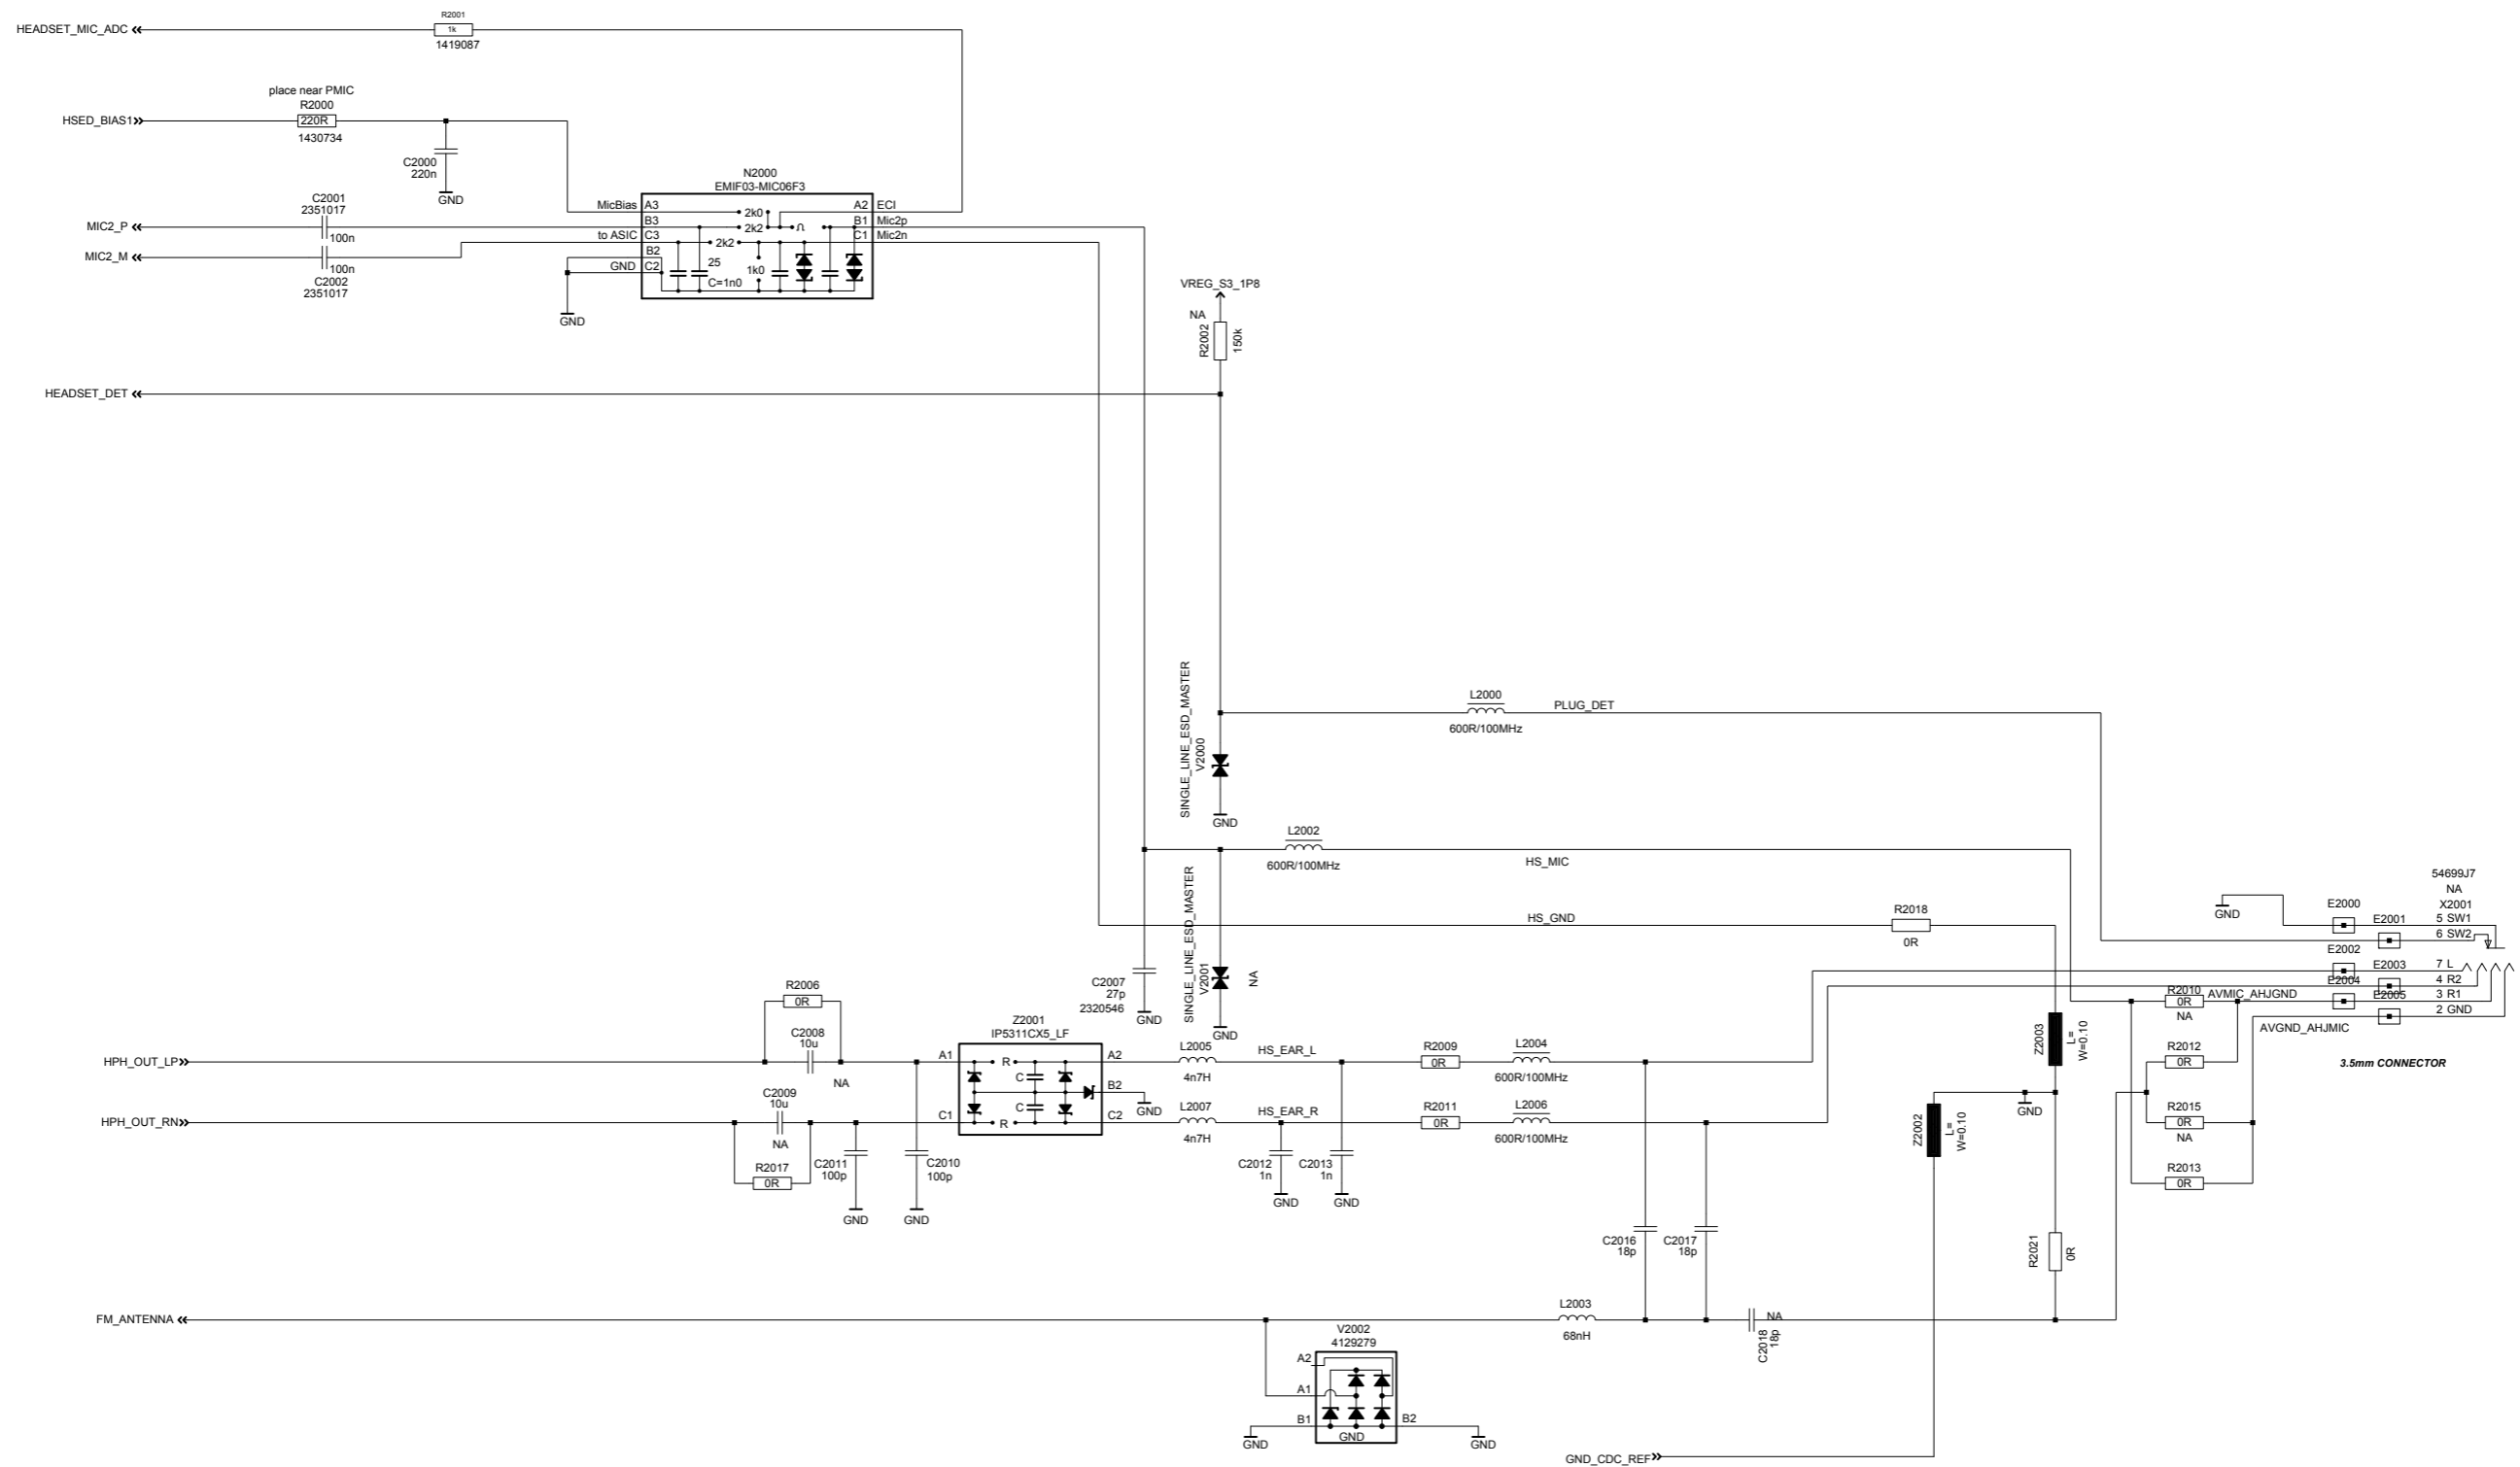 R2001
HEADSET_MIC_ADC
1k
1419087
place near PMIC
R2000
HSED_BIAS1
220R
1430734
C2000
220n
GND
N2000
EMIF03-MIC06F3
C2001
2351017
MIC2_P
100n
MIC2_M
100n
C2002
2351017
MicBias A3
B3
to ASIC C3
B2
GND C2
2k0
2k2
2k2
25
1k0
C=1n0
A2 ECI
B1 Mic2p
C1 Mic2n
GND
VREG_S3_1P8
NA
R2002
150k
HEADSET_DET
SINGLE_LINE_ESD_MASTER
V2000
GND
L2000
PLUG_DET
600R/100MHz
L2002
600R/100MHz
HS_MIC
SINGLE_LINE_ESD_MASTER
V2001
NA
GND
HS_GND
R2018
0R
C2007
27p
2320546
GND
54699J7
NA
X2001
GND
E2000
E2001
5 SW1
6 SW2
E2002
E2003
7 L
E2004
4 R2
E2005
3 R1
2 GND
R2010
0R
NA
AVMIC_AHJGND
AVGND_AHJMIC
3.5mm CONNECTOR
R2006
0R
C2008
10u
NA
HPH_OUT_LP
C2009
10u
NA
HPH_OUT_RN
R2017
0R
C2011
100p
GND
C2010
100p
GND
Z2001
IP5311CX5_LF
A1
R
A2
C
B2
C
C1
R
C2
GND
L2005
4n7H
HS_EAR_L
L2007
4n7H
HS_EAR_R
C2012
1n
GND
C2013
1n
GND
R2009
0R
L2004
600R/100MHz
R2011
0R
L2006
600R/100MHz
Z2003
L=
W=0.10
GND
Z2002
L=
W=0.10
R2012
0R
R2015
0R
NA
R2013
0R
C2016
18p
C2017
18p
R2021
0R
FM_ANTENNA
L2003
68nH
NA
C2018
18p
V2002
4129279
A2
A1
B1
B2
GND
GND
GND
GND_CDC_REF